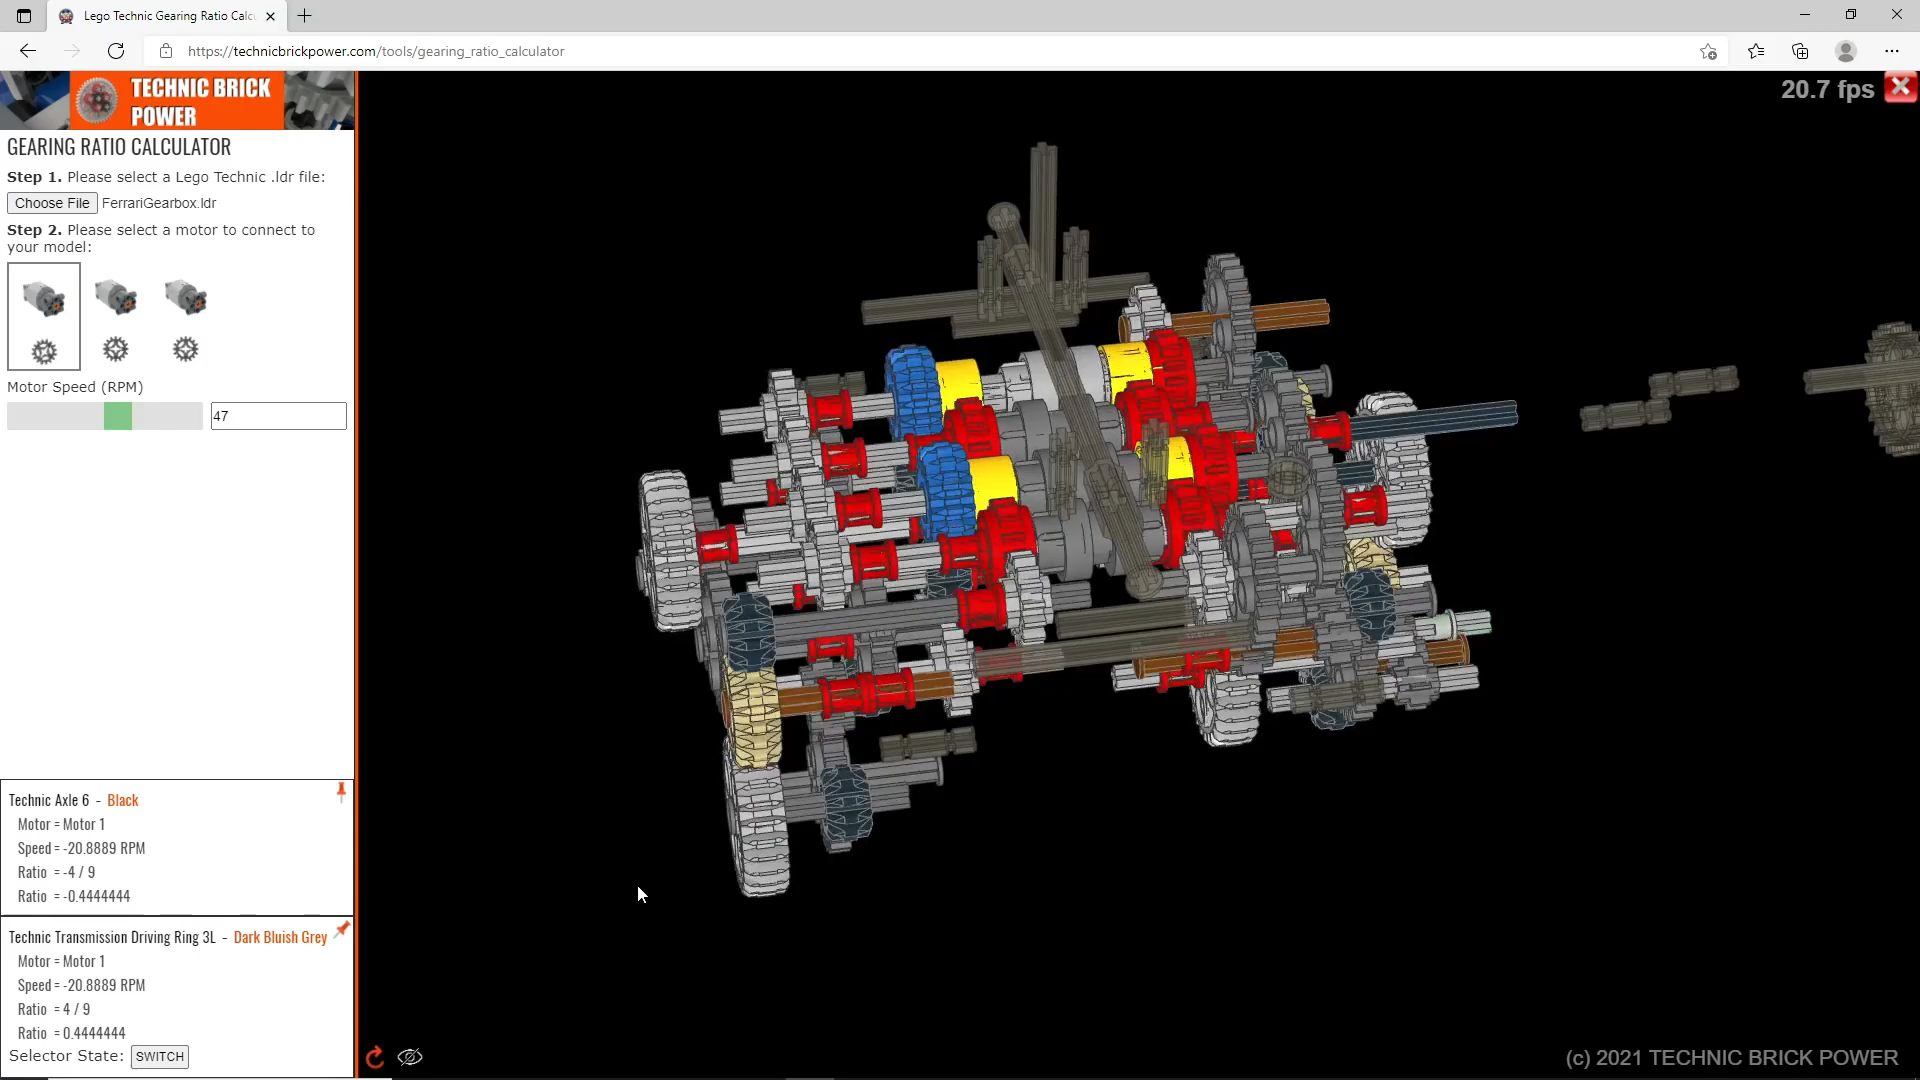 Lego Technic Gearing Ratio Calc
https://technicbrickpower.com/tools/gearing_ratio_calculator
TECHNIC BRICK
POWER
20.7 fps
GEARING RATIO CALCULATOR
Step 1. Please select a Lego Technic .ldr file:
Choose File FerrariGearbox.ldr
Step 2. Please select a motor to connect to
your model:
Motor Speed (RPM)
47
Technic Axle 6 - Black
Motor = Motor 1
Speed = -20.8889 RPM
Ratio = -4 / 9
Ratio = -0.4444444
Technic Transmission Driving Ring 3L - Dark Bluish Grey
Motor = Motor 1
Speed = -20.8889 RPM
Ratio = 4 / 9
Ratio = 0.4444444
Selector State: SWITCH
(c) 2021 TECHNIC BRICK POWER